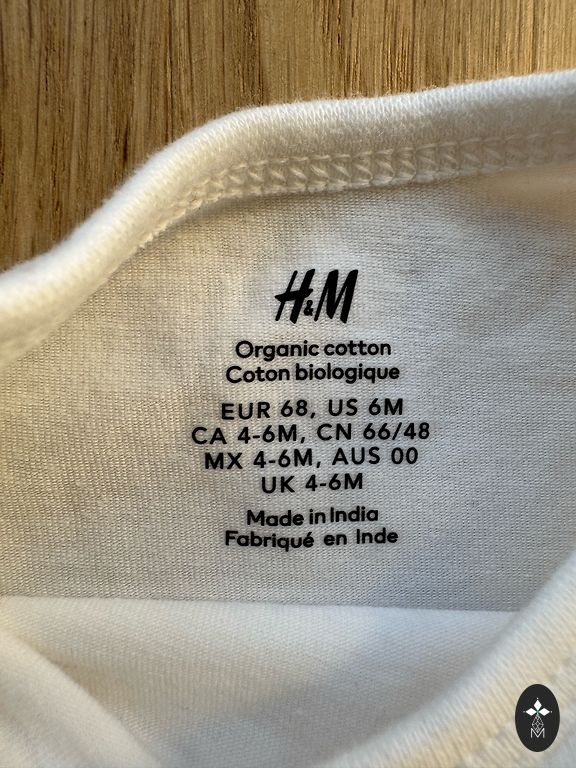 H&M
Organic cotton
Coton biologique
EUR 68, US 6M
CA 4-6M, CN 66/48
MX 4-6M, AUS 00
UK 4-6M
Made in India
Fabriqué en Inde
M